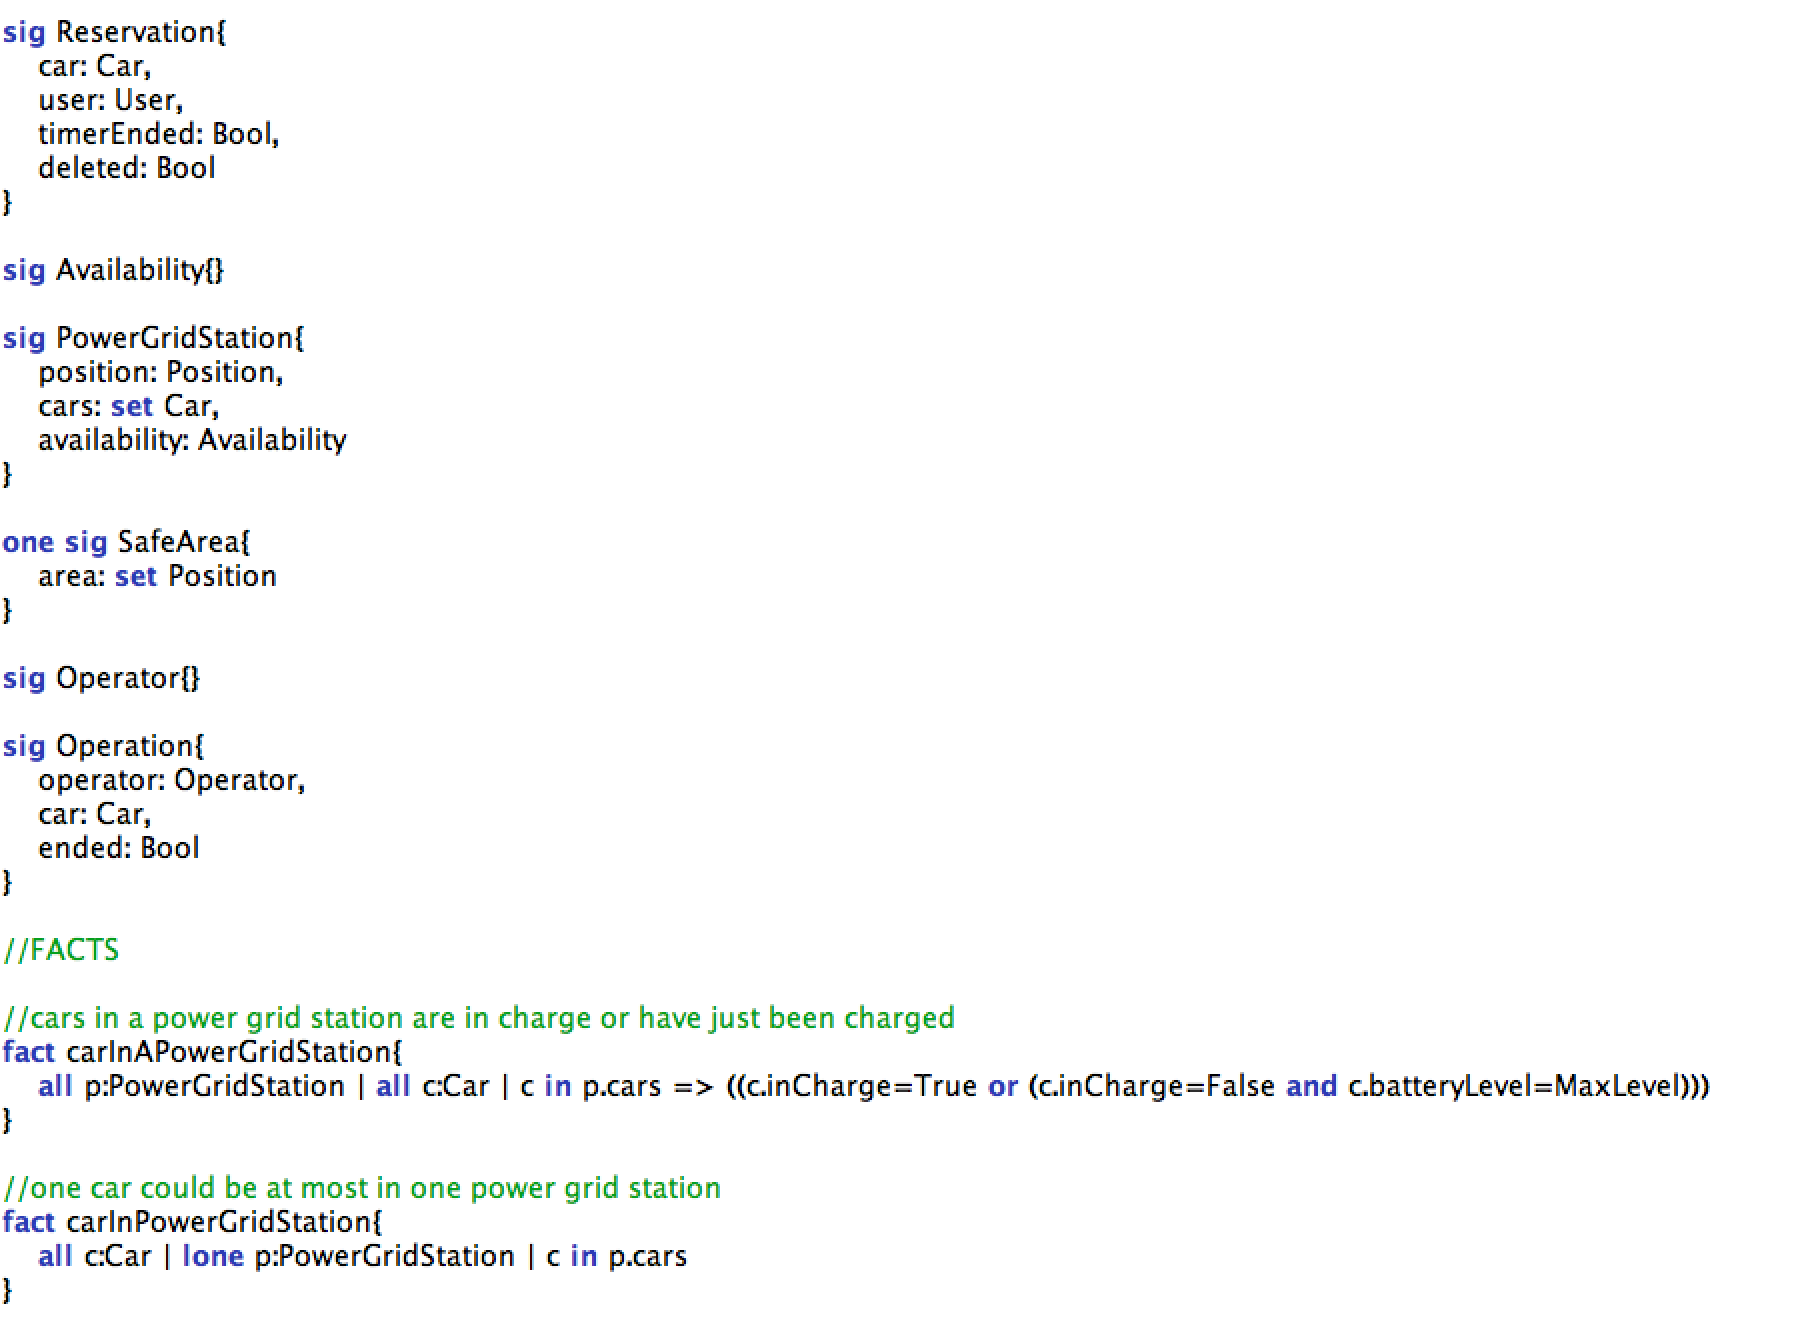 sig Reservation{
car: Car,
user: User,
timerEnded: Bool,
deleted: Bool
}
sig Availability{}
sig PowerGridStation{
position: Position,
cars: set Car,
availability: Availability
}
one sig SafeArea{
area: set Position
}
sig Operator{}
sig Operation{
operator: Operator,
car: Car,
ended: Bool
}
//FACTS
//cars in a power grid station are in charge or have just been charged
fact carInAPowerGridStation{
all p:PowerGridStation | all c:Car | c in p.cars => ((c.inCharge=True or (c.inCharge=False and c.batteryLevel=MaxLevel)))
}
//one car could be at most in one power grid station
fact carInPowerGridStation{
all c:Car | lone p:PowerGridStation | c in p.cars
}